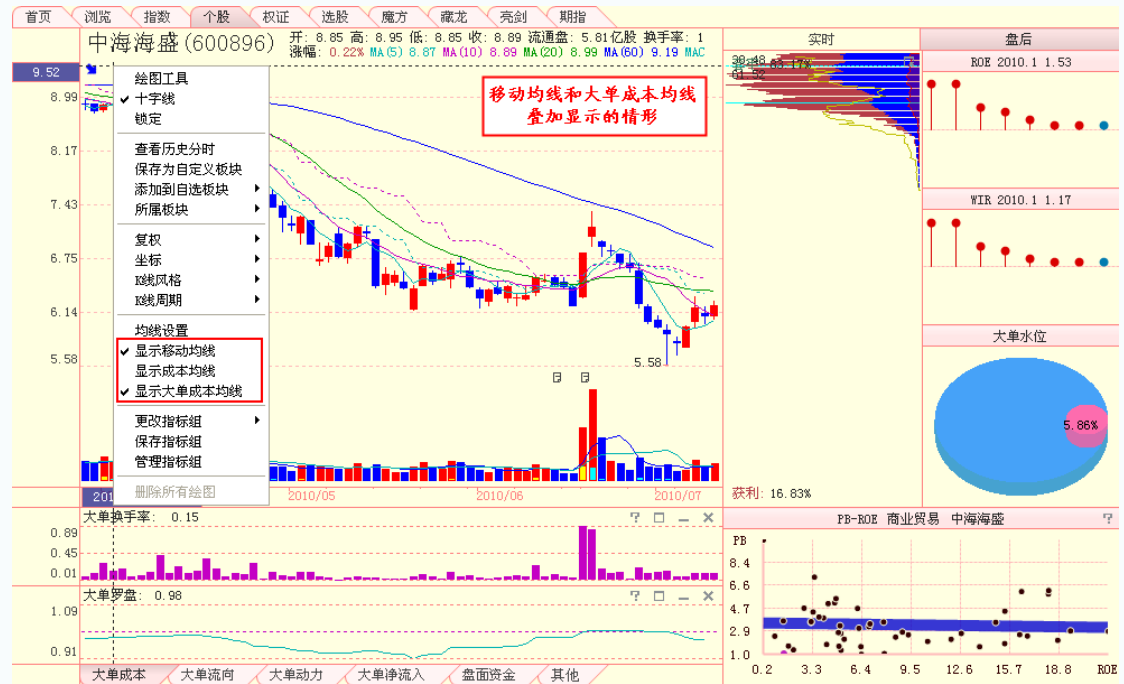 首页 浏览 指数 个股 权证 选股 魔方 藏龙 亮剑 期指
中海海盛(600896) 开: 8.85 高: 8.95 低: 8.85 收: 8.89 流通盘: 5.81亿股 换手率: 1
涨幅: 0.22% MA(5) 8.87 MA(10) 8.89 MA(20) 8.99 MA(60) 9.19 MAC
实时 盘后
9.52
8.99
8.17
7.43
6.75
6.14
5.58
绘图工具
十字线
锁定
查看历史分时
保存为自定义板块
添加到自选板块
所属板块
复权
坐标
K线风格
K线周期
均线设置
显示移动均线
显示成本均线
显示大单成本均线
更改指标组
保存指标组
管理指标组
删除所有绘图
移动均线和大单成本均线
叠加显示的情形
5.58
201
2010/05 2010/06 2010/07
获利: 16.83%
ROE 2010.1 1.53
WIR 2010.1 1.17
大单水位
5.86%
大单换手率: 0.15
0.89
0.45
0.01
大单罗盘: 0.98
1.09
0.91
PB-ROE 商业贸易 中海海盛 ?
PB
8.4
6.6
4.7
2.9
1.0
0.2 3.3 6.4 9.5 12.6 15.7 18.8 ROE
大单成本 大单流向 大单动力 大单净流入 盘面资金 其他